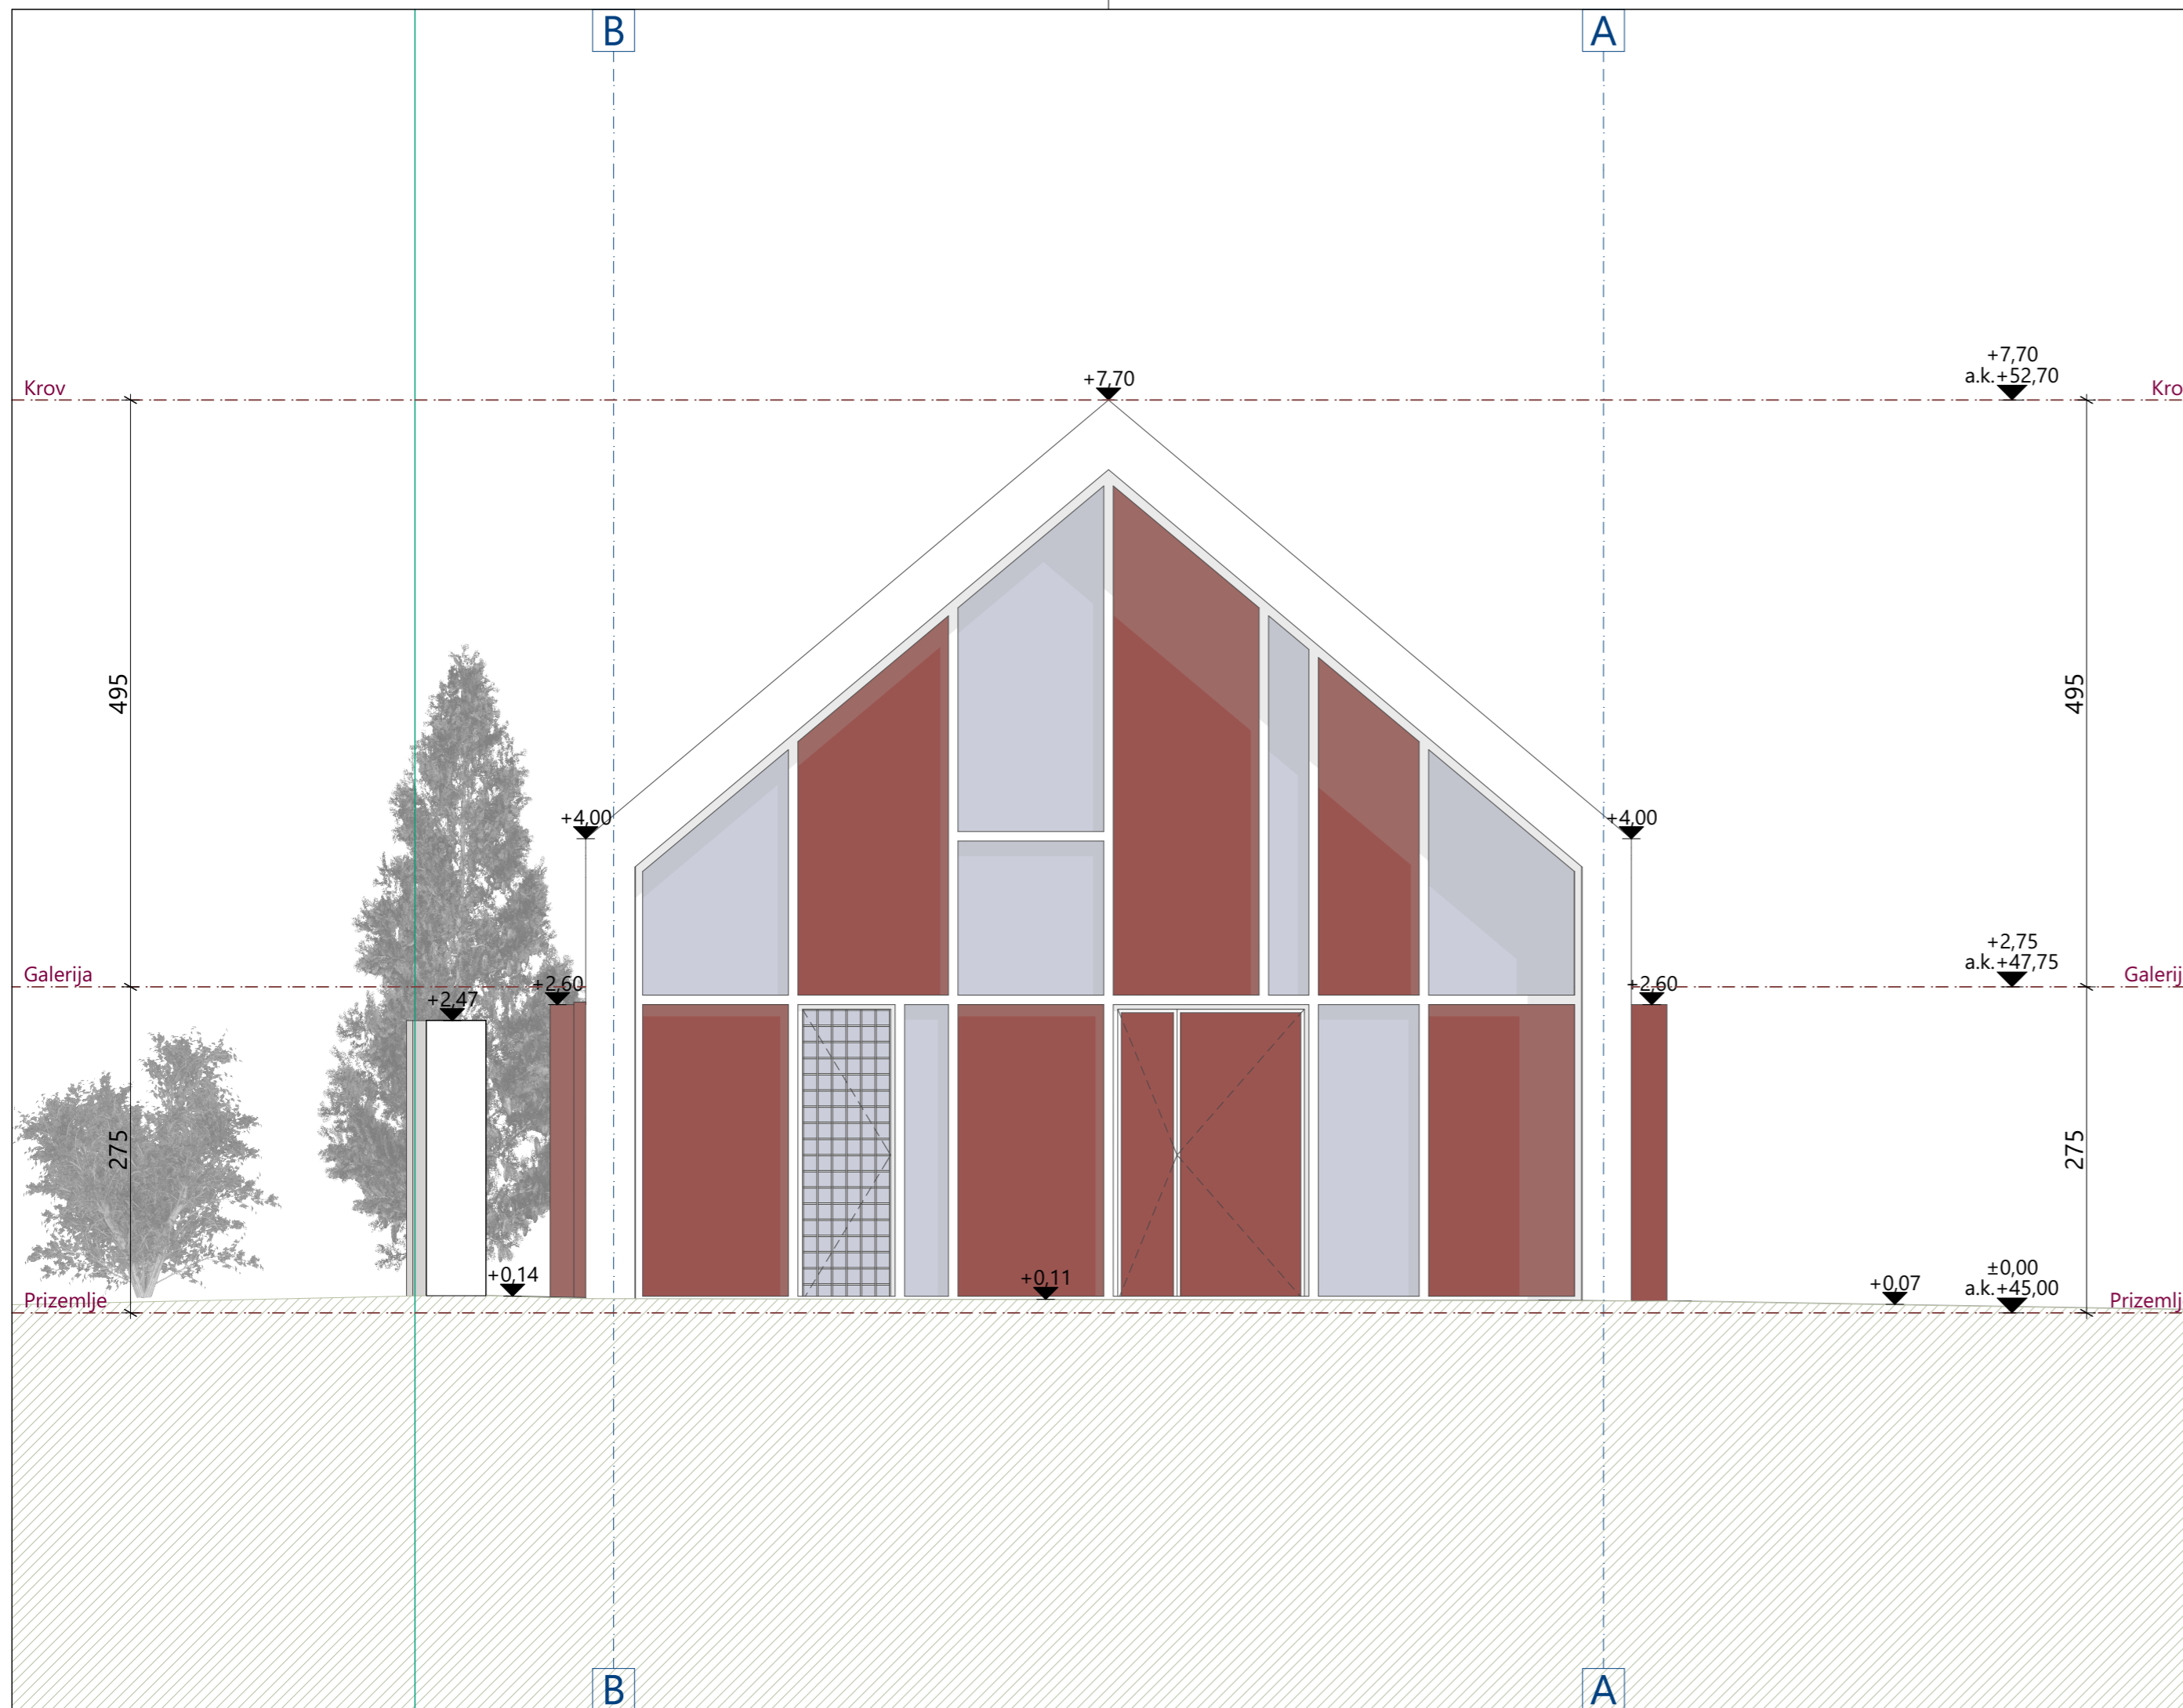 B
A
+7,70
a.k.+52,70
Krov
+7,70
Kro
495
495
+4,00
+4,00
+2,75
a.k.+47,75
Galerija
Galerij
+2,60
+2,60
+2,47
275
275
+0,14
+0,11
+0,07
±0,00
a.k.+45,00
Prizemlje
Prizemlj
B
A